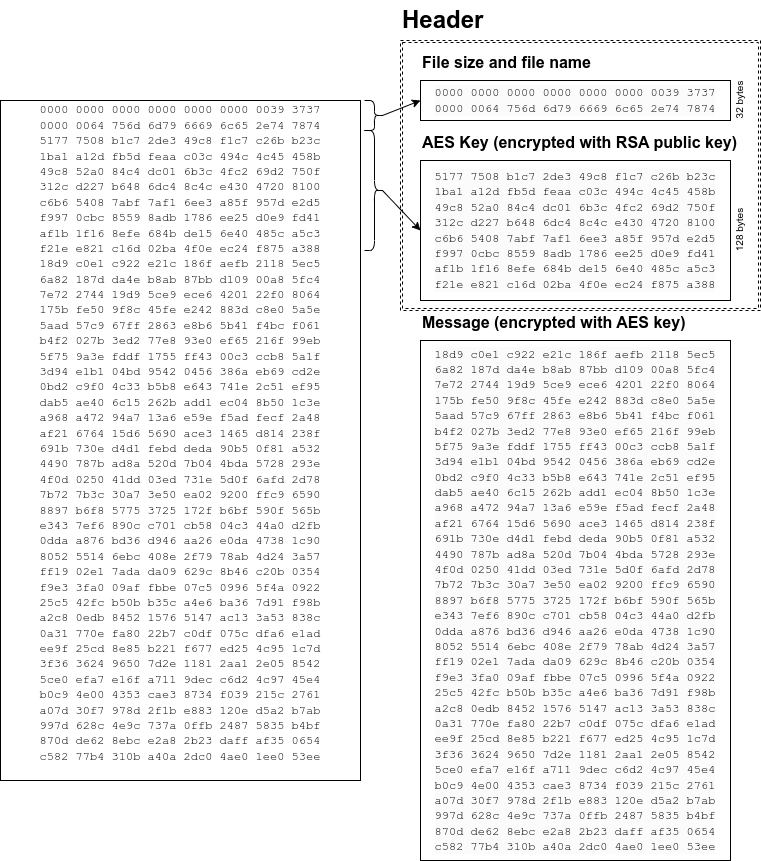 0000 0000 0000 0000 0000 0000 0039 3737
0000 0064 756d 6d79 6669 6c65 2e74 7874
5177 7508 b1c7 2de3 49c8 f1c7 c26b b23c
1ba1 a12d fb5d feaa c03c 494c 4c45 458b
49c8 52a0 84c4 dc01 6b3c 4fc2 69d2 750f
312c d227 b648 6dc4 8c4c e430 4720 8100
c6b6 5408 7abf 7af1 6ee3 a85f 957d e2d5
f997 0cbc 8559 8adb 1786 ee25 d0e9 fd41
af1b 1f16 8efe 684b de15 6e40 485c a5c3
f21e e821 c16d 02ba 4f0e ec24 f875 a388
18d9 c0e1 c922 e21c 186f aefb 2118 5ec5
6a82 187d da4e b8ab 87bb d109 00a8 5fc4
7e72 2744 19d9 5ce9 ece6 4201 22f0 8064
175b fe50 9f8c 45fe e242 883d c8e0 5a5e
5aad 57c9 67ff 2863 e8b6 5b41 f4bc f061
b4f2 027b 3ed2 77e8 93e0 ef65 216f 99eb
5f75 9a3e fddf 1755 ff43 00c3 ccb8 5a1f
3d94 e1b1 04bd 9542 0456 386a eb69 cd2e
0bd2 c9f0 4c33 b5b8 e643 741e 2c51 ef95
dab5 ae40 6c15 262b add1 ec04 8b50 1c3e
a968 a472 94a7 13a6 e59e f5ad fecf 2a48
af21 6764 15d6 5690 ace3 1465 d814 238f
691b 730e d4d1 febd deda 90b5 0f81 a532
4490 787b ad8a 520d 7b04 4bda 5728 293e
4f0d 0250 41dd 03ed 731e 5d0f 6afd 2d78
7b72 7b3c 30a7 3e50 ea02 9200 ffc9 6590
8897 b6f8 5775 3725 172f b6bf 590f 565b
e343 7ef6 890c c701 cb58 04c3 44a0 d2fb
0dda a876 bd36 d946 aa26 e0da 4738 1c90
8052 5514 6ebc 408e 2f79 78ab 4d24 3a57
ff19 02e1 7ada da09 629c 8b46 c20b 0354
f9e3 3fa0 09af fbbe 07c5 0996 5f4a 0922
25c5 42fc b50b b35c a4e6 ba36 7d91 f98b
a2c8 0edb 8452 1576 5147 ac13 3a53 838c
0a31 770e fa80 22b7 c0df 075c dfa6 e1ad
ee9f 25cd 8e85 b221 f677 ed25 4c95 1c7d
3f36 3624 9650 7d2e 1181 2aa1 2e05 8542
5ce0 efa7 e16f a711 9dec c6d2 4c97 45e4
b0c9 4e00 4353 cae3 8734 f039 215c 2761
a07d 30f7 978d 2f1b e883 120e d5a2 b7ab
997d 628c 4e9c 737a 0ffb 2487 5835 b4bf
870d de62 8ebc e2a8 2b23 daff af35 0654
c582 77b4 310b a40a 2dc0 4ae0 1ee0 53ee
Header
File size and file name
0000 0000 0000 0000 0000 0000 0039 3737
0000 0064 756d 6d79 6669 6c65 2e74 7874
32 bytes
AES Key (encrypted with RSA public key)
5177 7508 b1c7 2de3 49c8 f1c7 c26b b23c
1ba1 a12d fb5d feaa c03c 494c 4c45 458b
49c8 52a0 84c4 dc01 6b3c 4fc2 69d2 750f
312c d227 b648 6dc4 8c4c e430 4720 8100
c6b6 5408 7abf 7af1 6ee3 a85f 957d e2d5
f997 0cbc 8559 8adb 1786 ee25 d0e9 fd41
af1b 1f16 8efe 684b de15 6e40 485c a5c3
f21e e821 c16d 02ba 4f0e ec24 f875 a388
128 bytes
Message (encrypted with AES key)
18d9 c0e1 c922 e21c 186f aefb 2118 5ec5
6a82 187d da4e b8ab 87bb d109 00a8 5fc4
7e72 2744 19d9 5ce9 ece6 4201 22f0 8064
175b fe50 9f8c 45fe e242 883d c8e0 5a5e
5aad 57c9 67ff 2863 e8b6 5b41 f4bc f061
b4f2 027b 3ed2 77e8 93e0 ef65 216f 99eb
5f75 9a3e fddf 1755 ff43 00c3 ccb8 5a1f
3d94 e1b1 04bd 9542 0456 386a eb69 cd2e
0bd2 c9f0 4c33 b5b8 e643 741e 2c51 ef95
dab5 ae40 6c15 262b add1 ec04 8b50 1c3e
a968 a472 94a7 13a6 e59e f5ad fecf 2a48
af21 6764 15d6 5690 ace3 1465 d814 238f
691b 730e d4d1 febd deda 90b5 0f81 a532
4490 787b ad8a 520d 7b04 4bda 5728 293e
4f0d 0250 41dd 03ed 731e 5d0f 6afd 2d78
7b72 7b3c 30a7 3e50 ea02 9200 ffc9 6590
8897 b6f8 5775 3725 172f b6bf 590f 565b
e343 7ef6 890c c701 cb58 04c3 44a0 d2fb
0dda a876 bd36 d946 aa26 e0da 4738 1c90
8052 5514 6ebc 408e 2f79 78ab 4d24 3a57
ff19 02e1 7ada da09 629c 8b46 c20b 0354
f9e3 3fa0 09af fbbe 07c5 0996 5f4a 0922
25c5 42fc b50b b35c a4e6 ba36 7d91 f98b
a2c8 0edb 8452 1576 5147 ac13 3a53 838c
0a31 770e fa80 22b7 c0df 075c dfa6 e1ad
ee9f 25cd 8e85 b221 f677 ed25 4c95 1c7d
3f36 3624 9650 7d2e 1181 2aa1 2e05 8542
5ce0 efa7 e16f a711 9dec c6d2 4c97 45e4
b0c9 4e00 4353 cae3 8734 f039 215c 2761
a07d 30f7 978d 2f1b e883 120e d5a2 b7ab
997d 628c 4e9c 737a 0ffb 2487 5835 b4bf
870d de62 8ebc e2a8 2b23 daff af35 0654
c582 77b4 310b a40a 2dc0 4ae0 1ee0 53ee